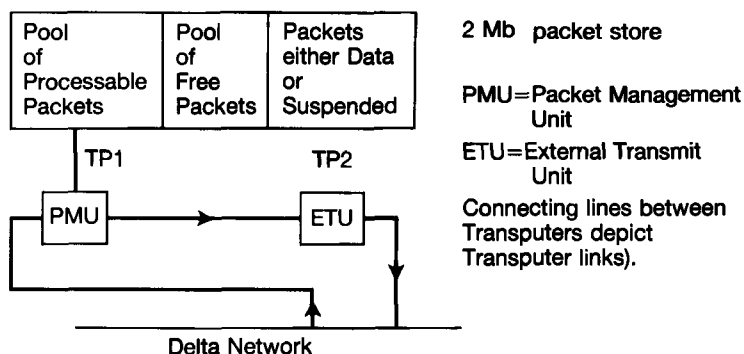 Pool
of
Processable
Packets
Pool
of
Free
Packets
Packets
either Data
or
Suspended
2 Mb packet store
PMU=Packet Management
Unit
ETU=External Transmit
Unit
Connecting lines between
Transputers depict
Transputer links).
TP1
TP2
PMU
ETU
Delta Network